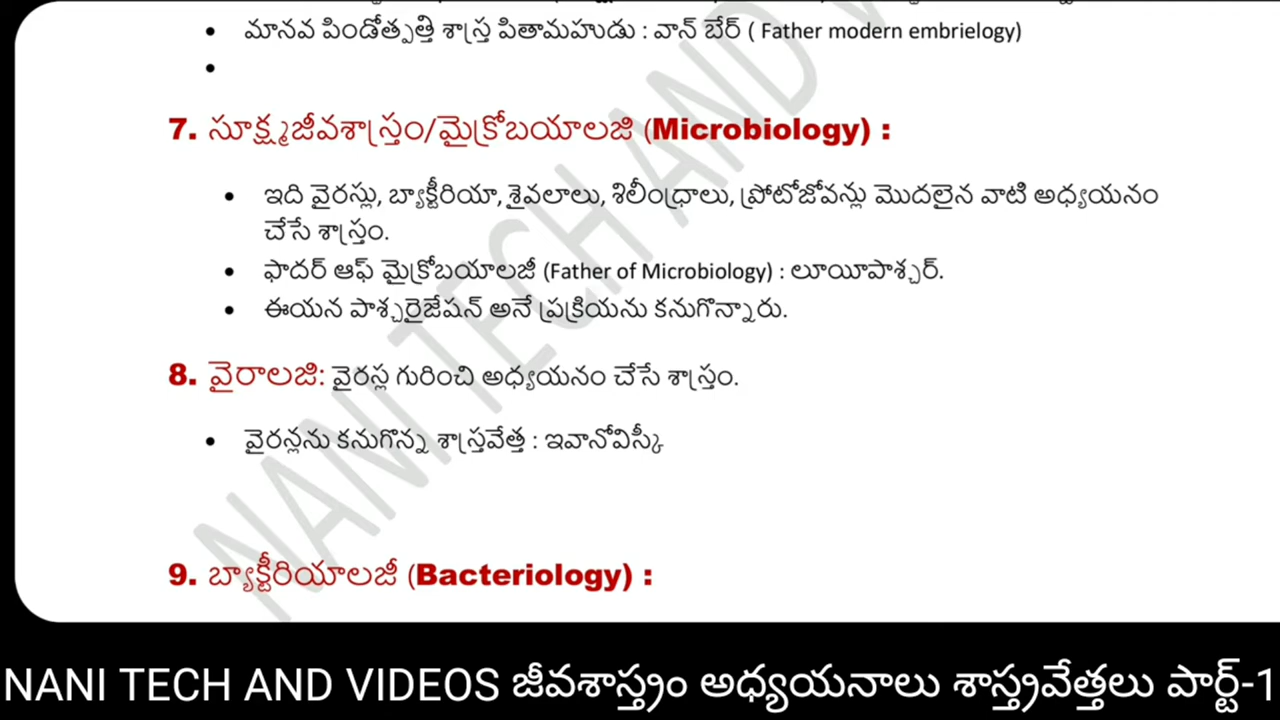 మానవ పిండోత్పత్తి శాస్త్ర పితామహుడు : వాన్ బేర్ ( Father modern embrielogy)
7. సూక్ష్మజీవశాస్త్రం/మైక్రోబయాలజి (Microbiology) :
ఇది వైరస్లు, బ్యాక్టీరియా, శైవలాలు, శిలీంధ్రాలు, ప్రోటోజోవన్లు మొదలైన వాటి అధ్యయనం
చేసే శాస్త్రం.
ఫాదర్ ఆఫ్ మైక్రోబయాలజీ (Father of Microbiology) : లూయీపాశ్చర్.
ఈయన పాశ్చరైజేషన్ అనే ప్రక్రియను కనుగొన్నారు.
8. వైరాలజి: వైరస్ల గురించి అధ్యయనం చేసే శాస్త్రం.
వైరస్లను కనుగొన్న శాస్త్రవేత్త : ఇవానోవిస్కీ
9. బ్యాక్టీరియాలజీ (Bacteriology) :
NANI TECH AND
NANI TECH AND VIDEOS జీవశాస్త్రం అధ్యయనాలు శాస్త్రవేత్తలు పార్ట్-1